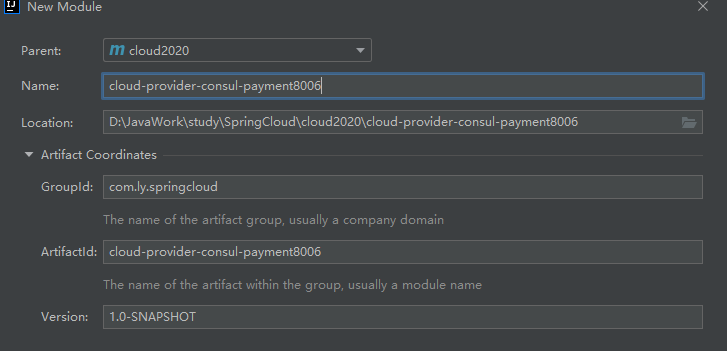 IJ New Module
Parent: m cloud2020
Name: cloud-provider-consul-payment8006
Location: D:\JavaWork\study\SpringCloud\cloud2020\cloud-provider-consul-payment8006
Artifact Coordinates
GroupId: com.ly.springcloud
The name of the artifact group, usually a company domain
ArtifactId: cloud-provider-consul-payment8006
The name of the artifact within the group, usually a module name
Version: 1.0-SNAPSHOT